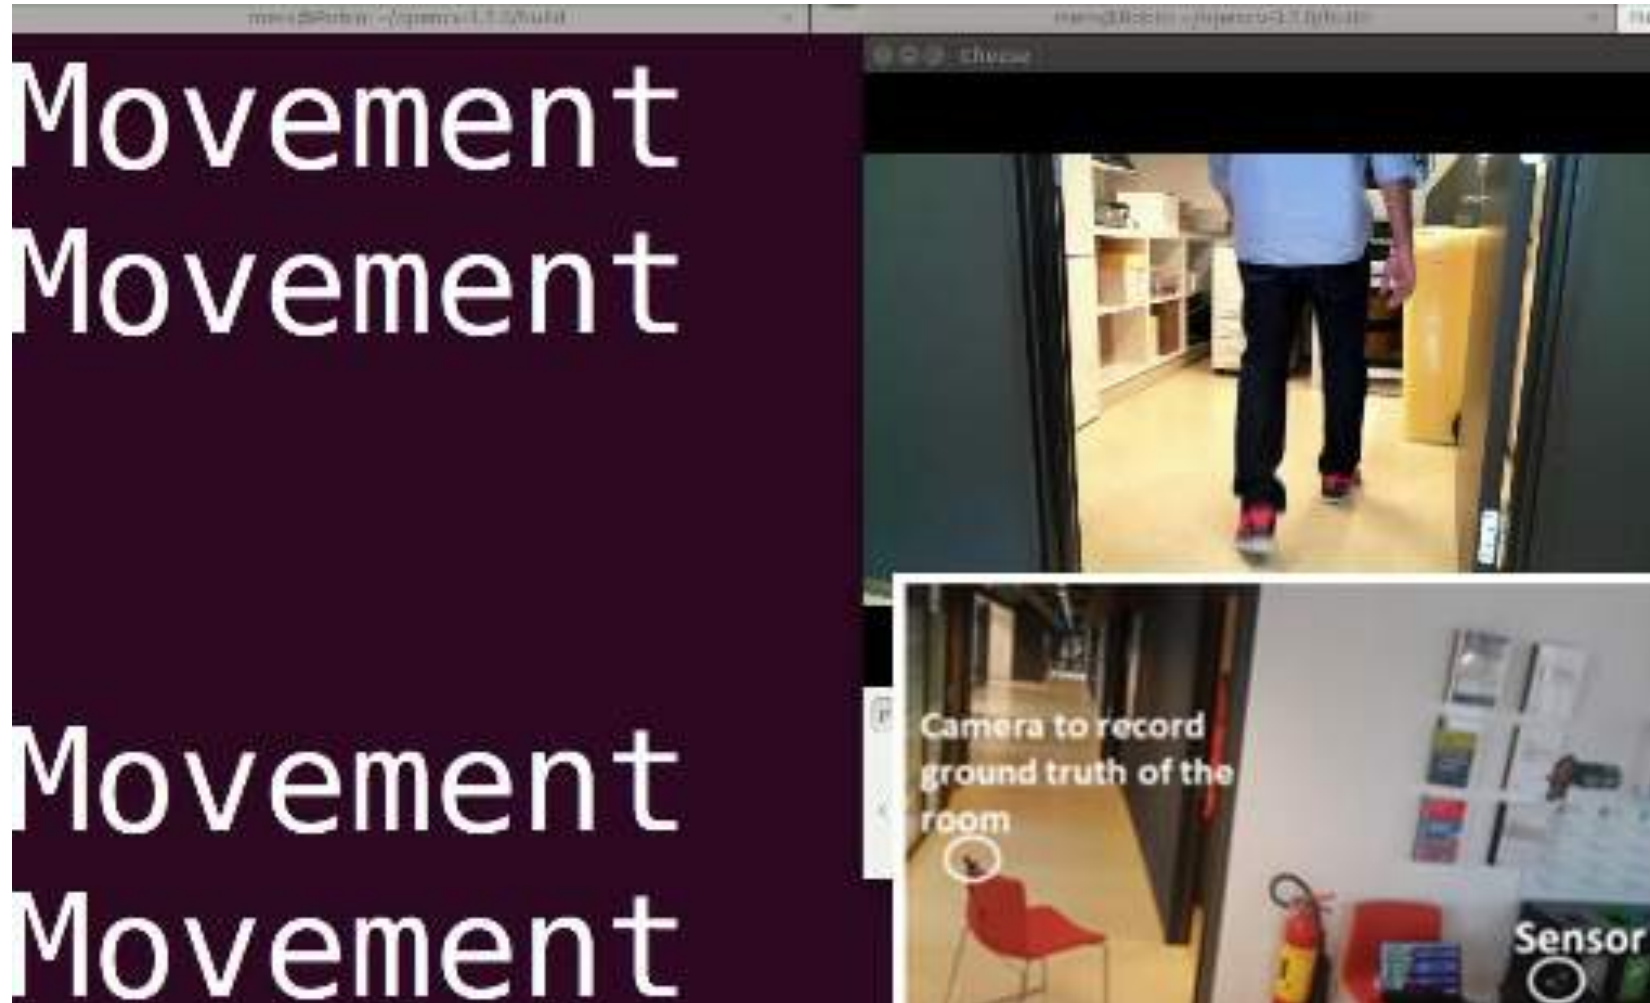 Movement
Movement
Movement
Movement
Camera to record
ground truth of the
room
Sensor